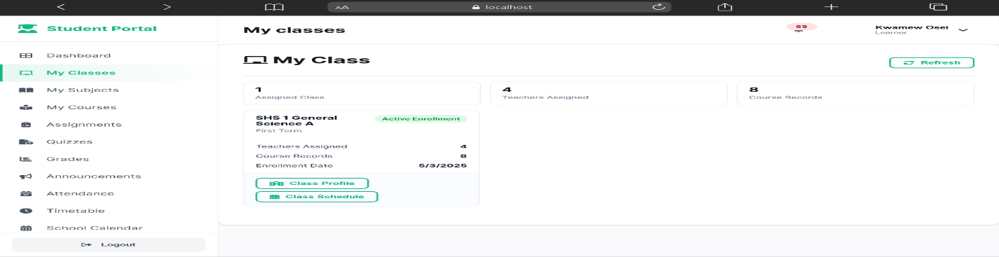 AA
localhost
Student Portal
Dashboard
My Classes
My Subjects
My Courses
Assignments
Quizzes
Grades
Announcements
Attendance
Timetable
School Calendar
Logout
My classes
69
Kwamew Osei
Learner
My Class
Refresh
1
Assigned Class
4
Teachers Assigned
8
Course Records
SHS 1 General
Science A
Active Enrollment
First Term
Teachers Assigned 4
Course Records 8
Enrollment Date 5/3/2025
Class Profile
Class Schedule